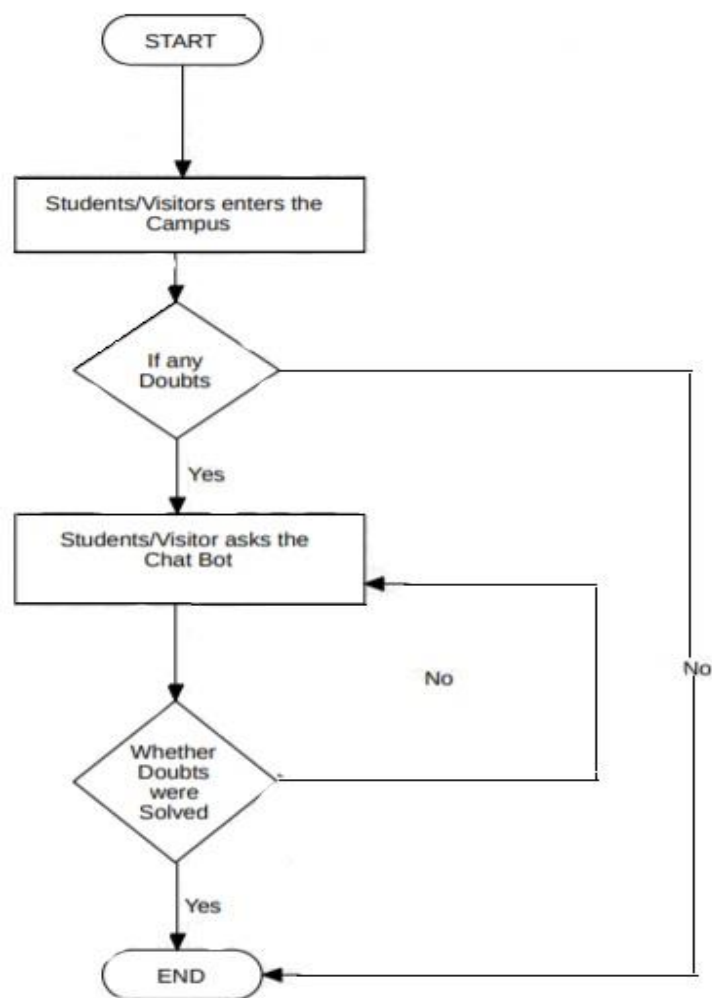 START
Students/Visitors enters the
Campus
If any
Doubts
Yes
Students/Visitor asks the
Chat Bot
No
No
Whether
Doubts
were
Solved
Yes
END